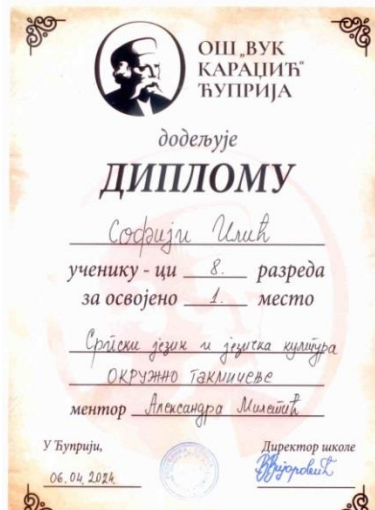 ОШ „ВУК
КАРАЏИЋ“
ЋУПРИЈА
додељује
ДИПЛОМУ
Софији Илић
ученику - ци 8. разреда
за освојено 1. место
Српски језик и језичка култура
ОКРУЖНО ТАКМИЧЕЊЕ
ментор Александра Милетић
У Ћуприји,
Директор школе
06.04.2024.